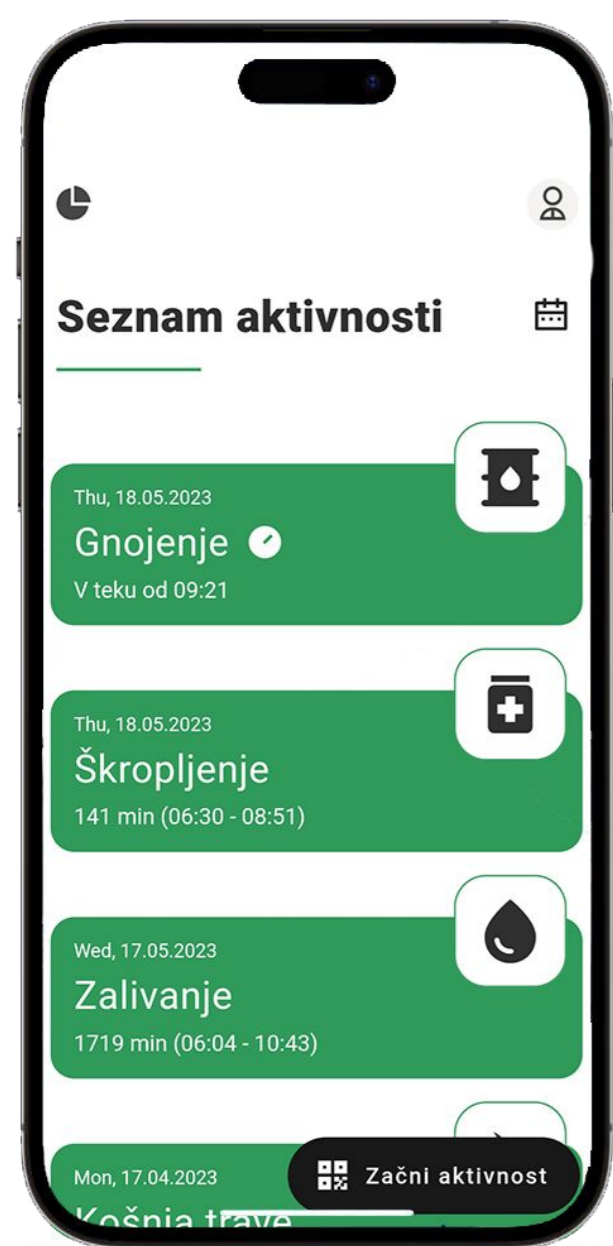 Seznam aktivnosti
Thu, 18.05.2023
Gnojenje
V teku od 09:21
Thu, 18.05.2023
Škropljenje
141 min (06:30 - 08:51)
Wed, 17.05.2023
Zalivanje
1719 min (06:04 - 10:43)
Mon, 17.04.2023
Začni aktivnost
Košnja trave